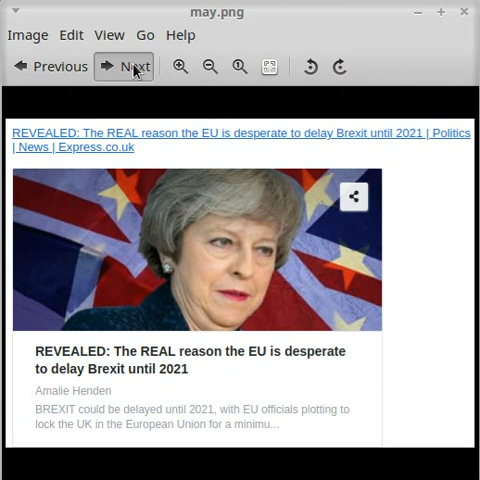 may.png
Image Edit View Go Help
Previous Next
REVEALED: The REAL reason the EU is desperate to delay Brexit until 2021 | Politics
| News | Express.co.uk
REVEALED: The REAL reason the EU is desperate
to delay Brexit until 2021
Amalie Henden
BREXIT could be delayed until 2021, with EU officials plotting to
lock the UK in the European Union for a minimu...